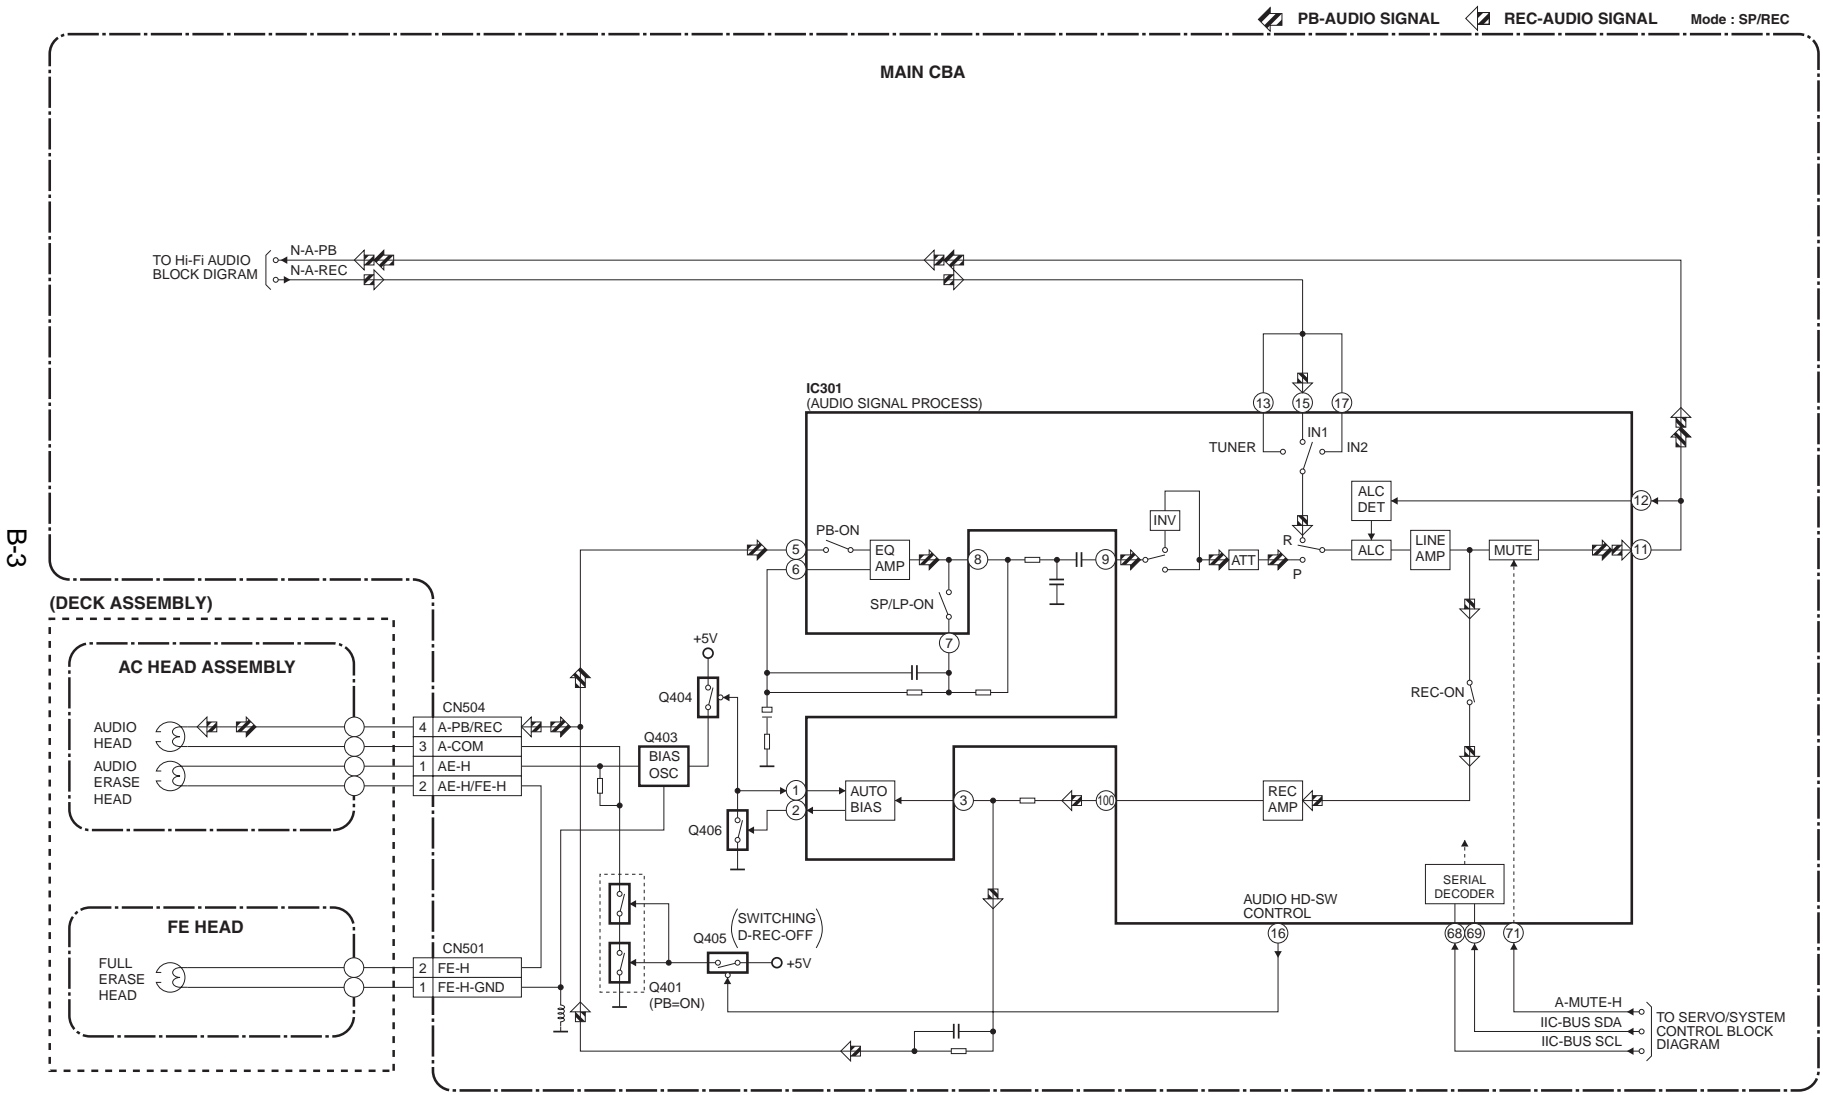 PB-AUDIO SIGNAL
REC-AUDIO SIGNAL
Mode : SP/REC
MAIN CBA
TO Hi-Fi AUDIO
BLOCK DIGRAM
N-A-PB
N-A-REC
IC301
(AUDIO SIGNAL PROCESS)
13
15
17
TUNER
IN1
IN2
ALC
DET
12
INV
PB-ON
5
6
EQ
AMP
8
9
ATT
R
P
ALC
LINE
AMP
MUTE
11
SP/LP-ON
7
B-3
(DECK ASSEMBLY)
AC HEAD ASSEMBLY
AUDIO
HEAD
AUDIO
ERASE
HEAD
CN504
4 A-PB/REC
3 A-COM
1 AE-H
2 AE-H/FE-H
+5V
Q404
Q403
BIAS
OSC
Q406
1
2
AUTO
BIAS
3
100
REC
AMP
REC-ON
SERIAL
DECODER
AUDIO HD-SW
CONTROL
16
68
69
71
FE HEAD
FULL
ERASE
HEAD
CN501
2 FE-H
1 FE-H-GND
Q405
(SWITCHING
D-REC-OFF)
+5V
Q401
(PB=ON)
A-MUTE-H
IIC-BUS SDA
IIC-BUS SCL
TO SERVO/SYSTEM
CONTROL BLOCK
DIAGRAM